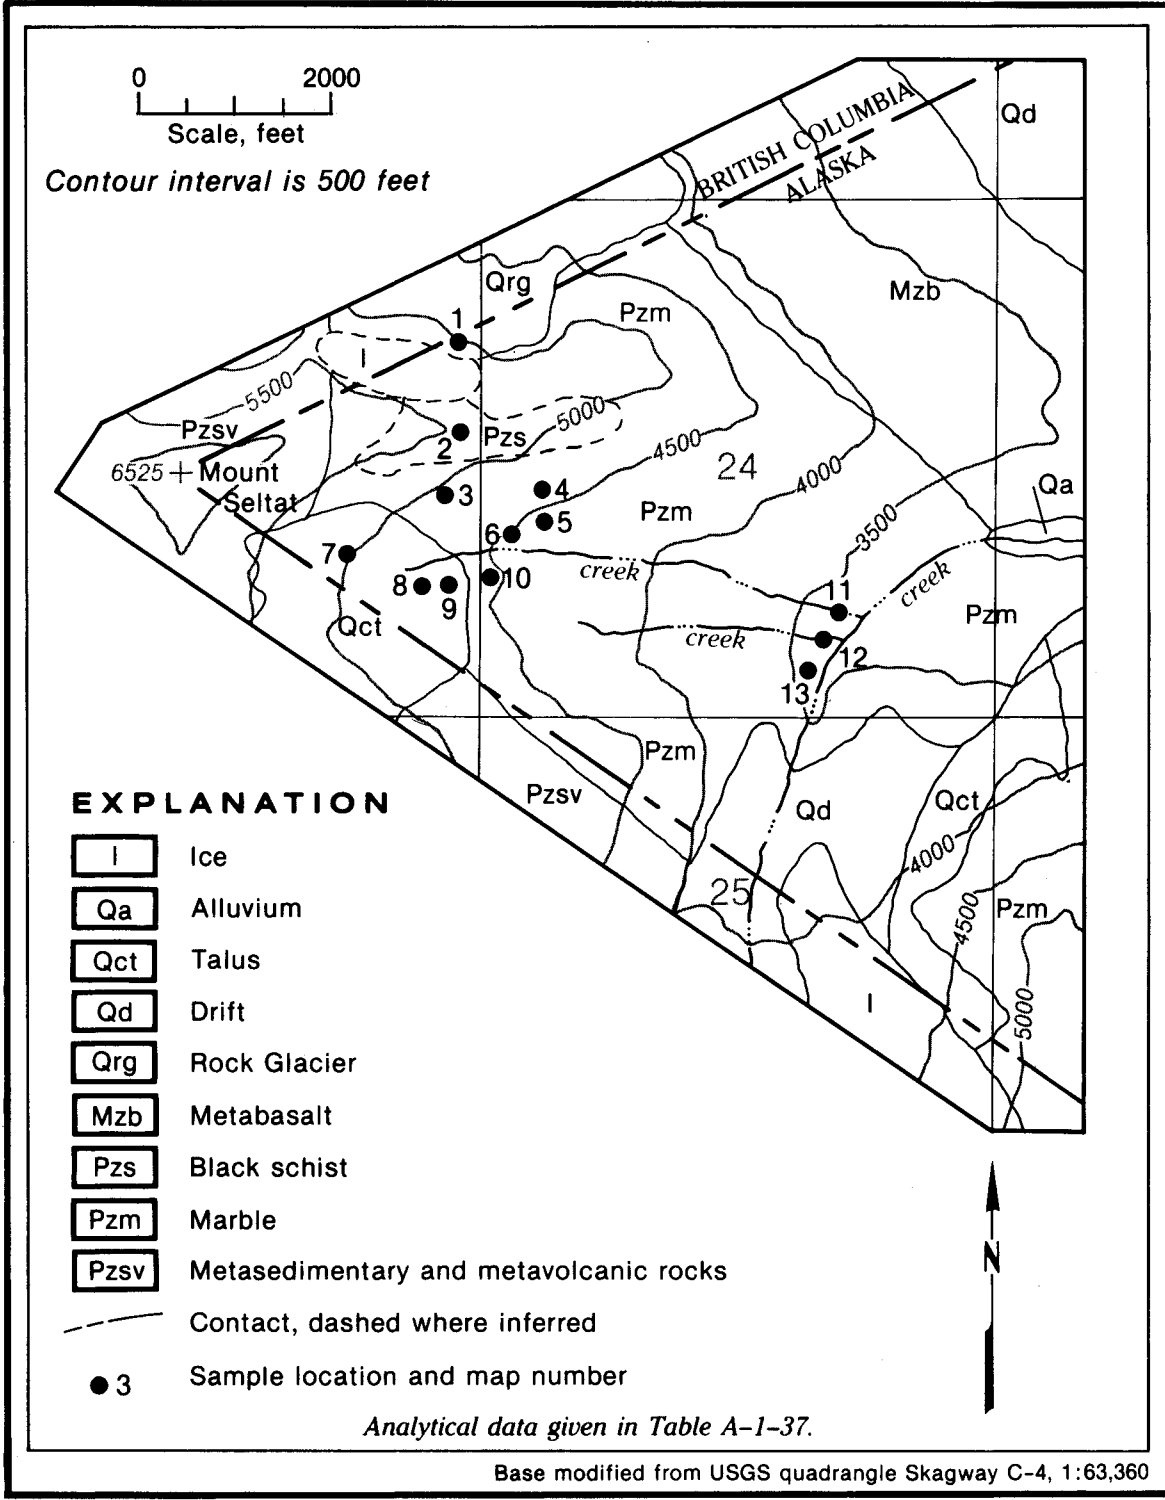 0 2000
Scale, feet
Contour interval is 500 feet
BRITISH COLUMBIA
ALASKA
Qd
Qrg
Mzb
Pzm
1
I
5500
5000
Pzsv
2
Pzs
4500
24
6525 + Mount
Seltat
4000
Qa
3
4
Pzm
5
3500
6
7
creek
creek
8
9
10
11
Pzm
Qct
creek
12
13
Pzm
Pzsv
Qd
Qct
4000
25
4500
Pzm
I
5000
EXPLANATION
I Ice
Qa Alluvium
Qct Talus
Qd Drift
Qrg Rock Glacier
Mzb Metabasalt
Pzs Black schist
Pzm Marble
Pzsv Metasedimentary and metavolcanic rocks
Contact, dashed where inferred
3 Sample location and map number
N
Analytical data given in Table A-1-37.
Base modified from USGS quadrangle Skagway C-4, 1:63,360